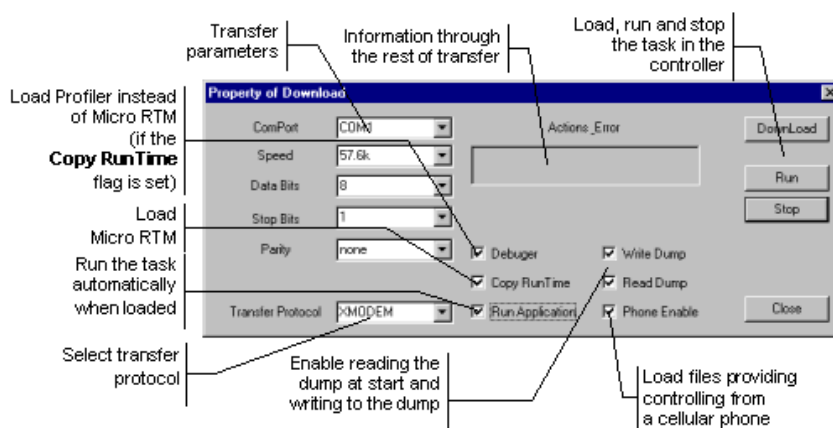 Transfer
parameters
Information through
the rest of transfer
Load, run and stop
the task in the
controller
Load Profiler instead
of Micro RTM
(if the
Copy RunTime
flag is set)
Load
Micro RTM
Run the task
automatically
when loaded
Select transfer
protocol
Property of Download
ComPort
COM1
Speed
57.6k
Data Bits
8
Stop Bits
1
Parity
none
Transfer Protocol
XMODEM
Actions_Error
Debuger
Copy RunTime
Run Application
Write Dump
Read Dump
Phone Enable
DownLoad
Run
Stop
Close
Enable reading the
dump at start and
writing to the dump
Load files providing
controlling from
a cellular phone